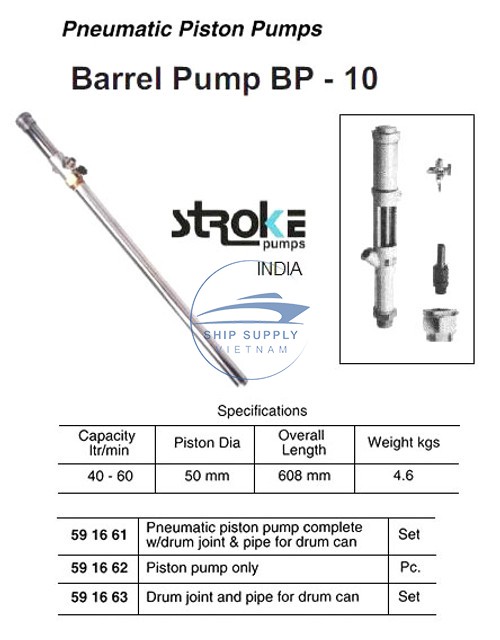 Pneumatic Piston Pumps
Barrel Pump BP - 10
STROKE
pumps
INDIA
SHIP SUPPLY
VIETNAM
Specifications
Capacity ltr/min Piston Dia Overall Length Weight kgs
40 - 60 50 mm 608 mm 4.6
59 16 61 Pneumatic piston pump complete w/drum joint & pipe for drum can Set
59 16 62 Piston pump only Pc.
59 16 63 Drum joint and pipe for drum can Set